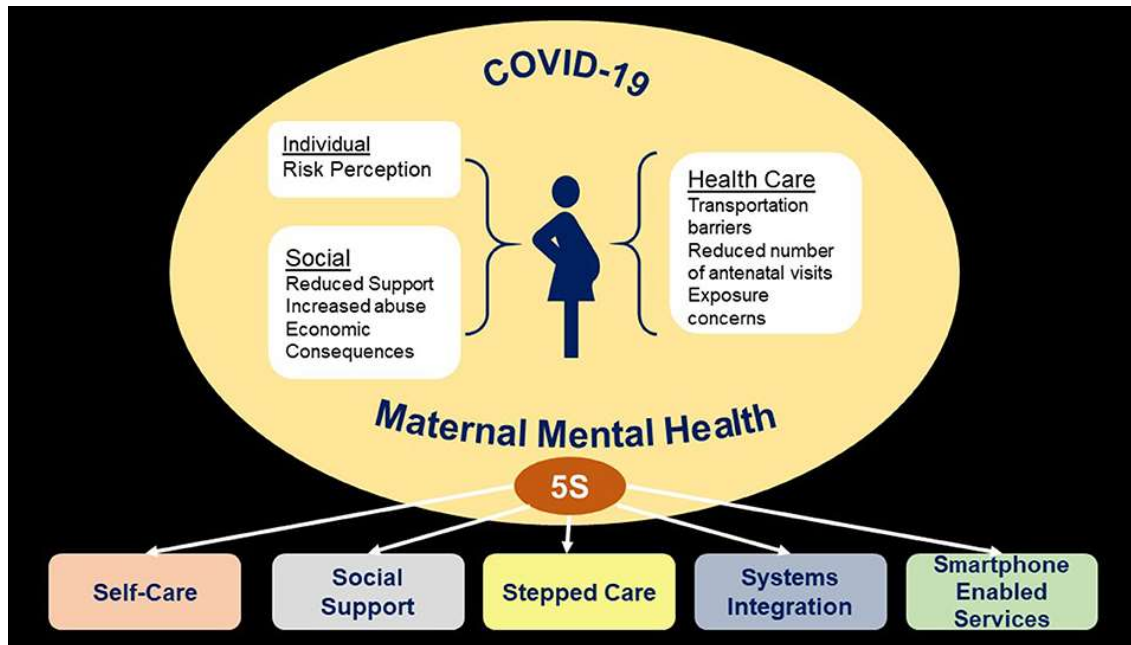 COVID-19
Individual
Risk Perception
Social
Reduced Support
Increased abuse
Economic
Consequences
Health Care
Transportation
barriers
Reduced number
of antenatal visits
Exposure
concerns
Maternal Mental Health
5S
Self-Care
Social
Support
Stepped Care
Systems
Integration
Smartphone
Enabled
Services